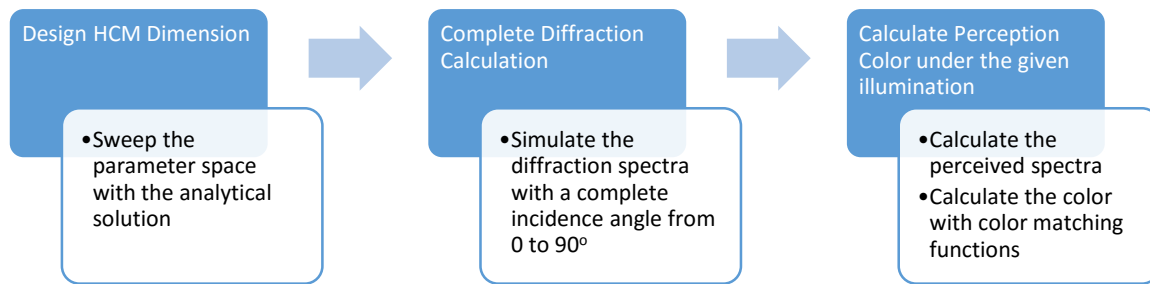 Design HCM Dimension
•Sweep the
parameter space
with the analytical
solution
Complete Diffraction
Calculation
•Simulate the
diffraction spectra
with a complete
incidence angle from
0 to 90º
Calculate Perception
Color under the given
illumination
•Calculate the
perceived spectra
•Calculate the color
with color matching
functions